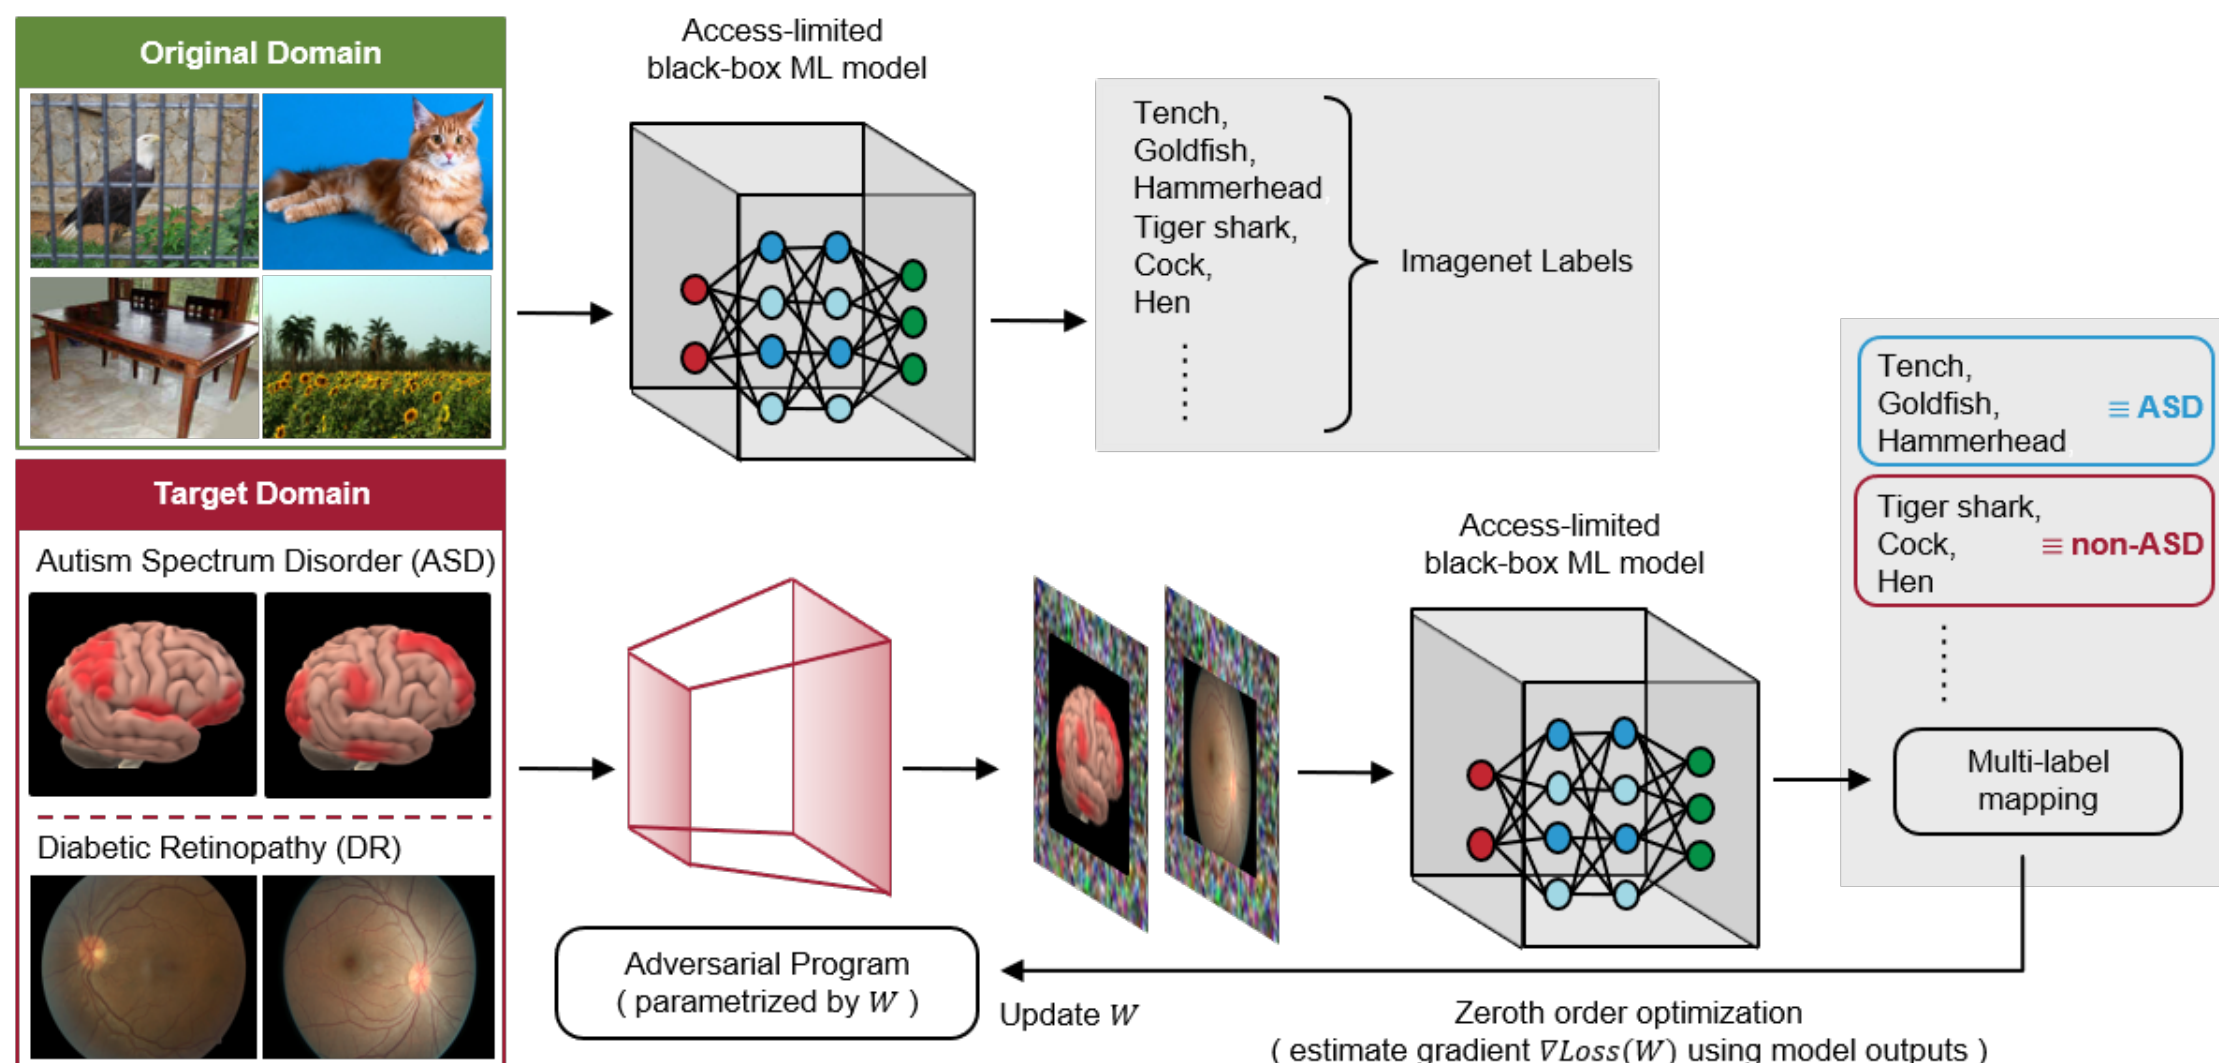 Original Domain
Access-limited
black-box ML model
Tench,
Goldfish,
Hammerhead,
Tiger shark,
Cock,
Hen
Imagenet Labels
Target Domain
Autism Spectrum Disorder (ASD)
Diabetic Retinopathy (DR)
Adversarial Program
( parametrized by W )
Access-limited
black-box ML model
Tench,
Goldfish,
Hammerhead,
≡ ASD
Tiger shark,
Cock,
Hen
≡ non-ASD
Multi-label
mapping
Update W
Zeroth order optimization
( estimate gradient ∇Loss(W) using model outputs )